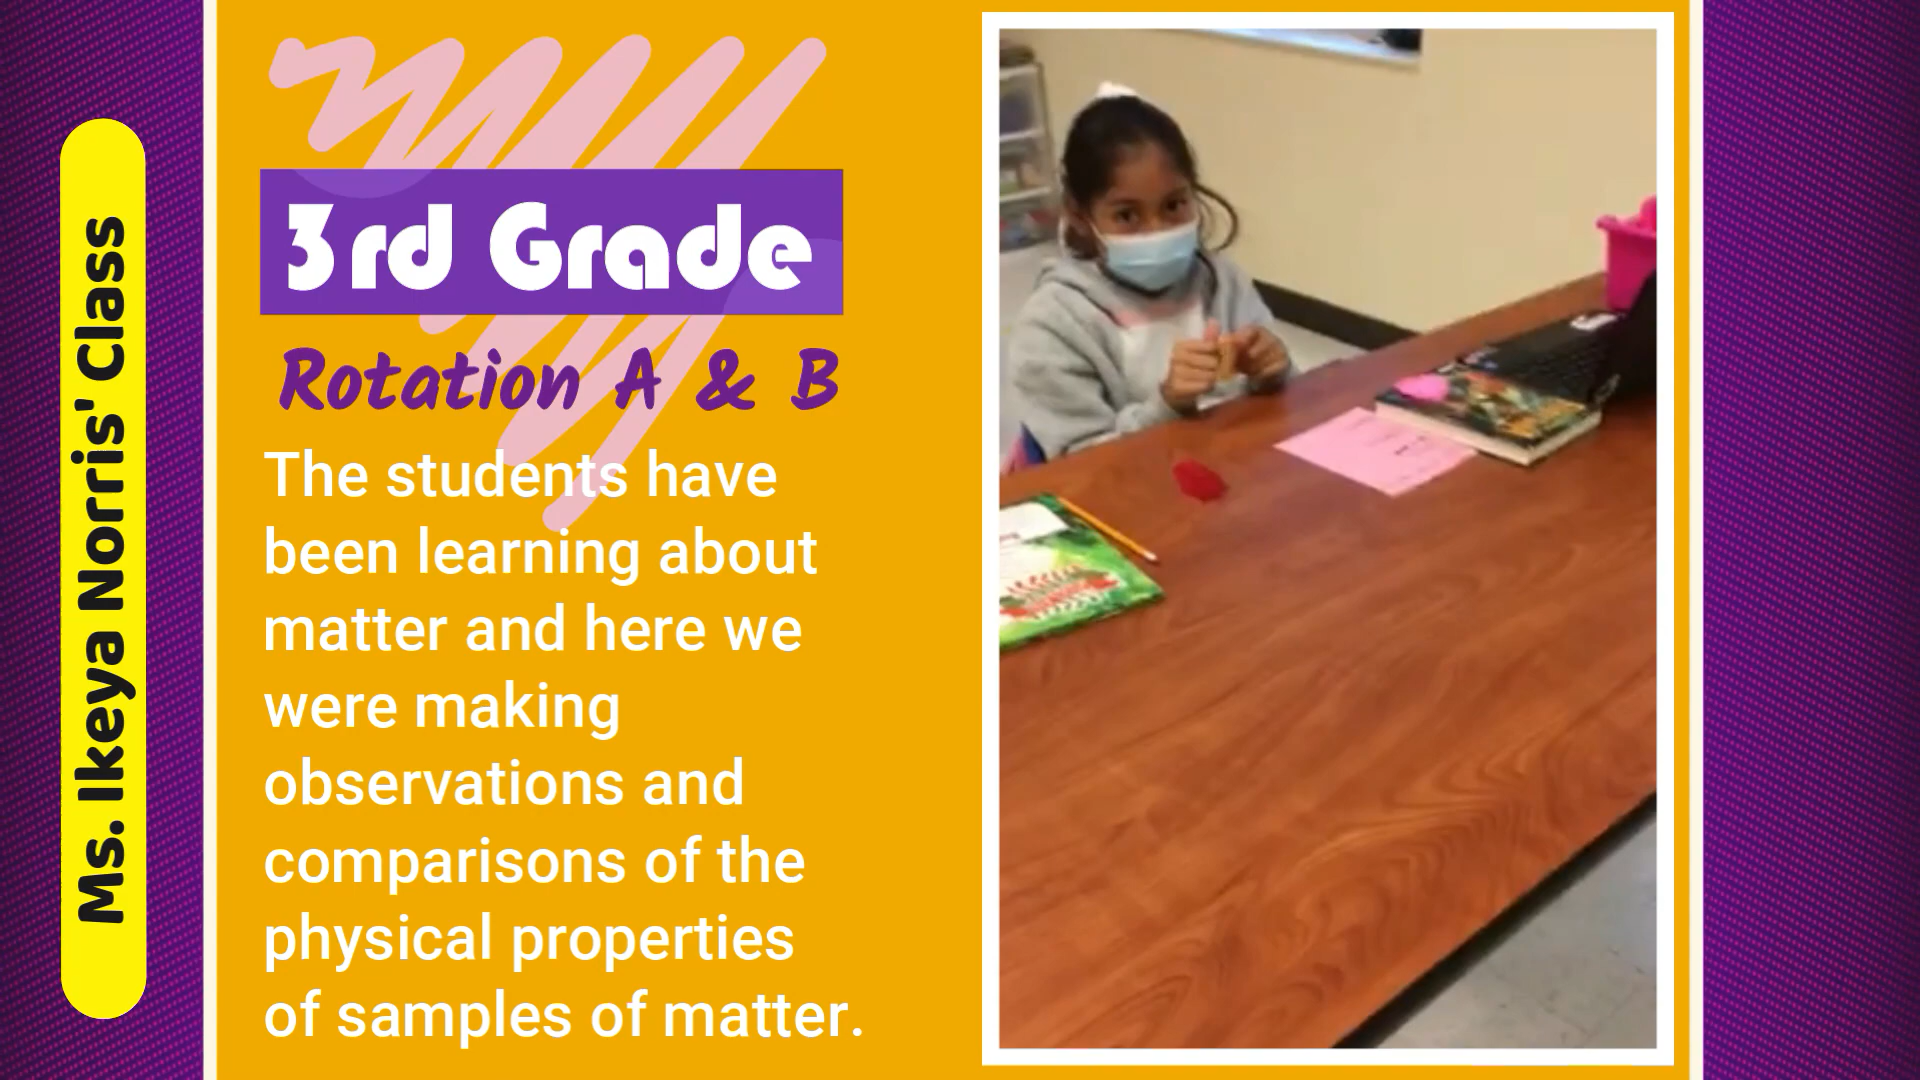 Ms. Ikeya Norris' Class
3rd Grade
Rotation A & B
The students have
been learning about
matter and here we
were making
observations and
comparisons of the
physical properties
of samples of matter.